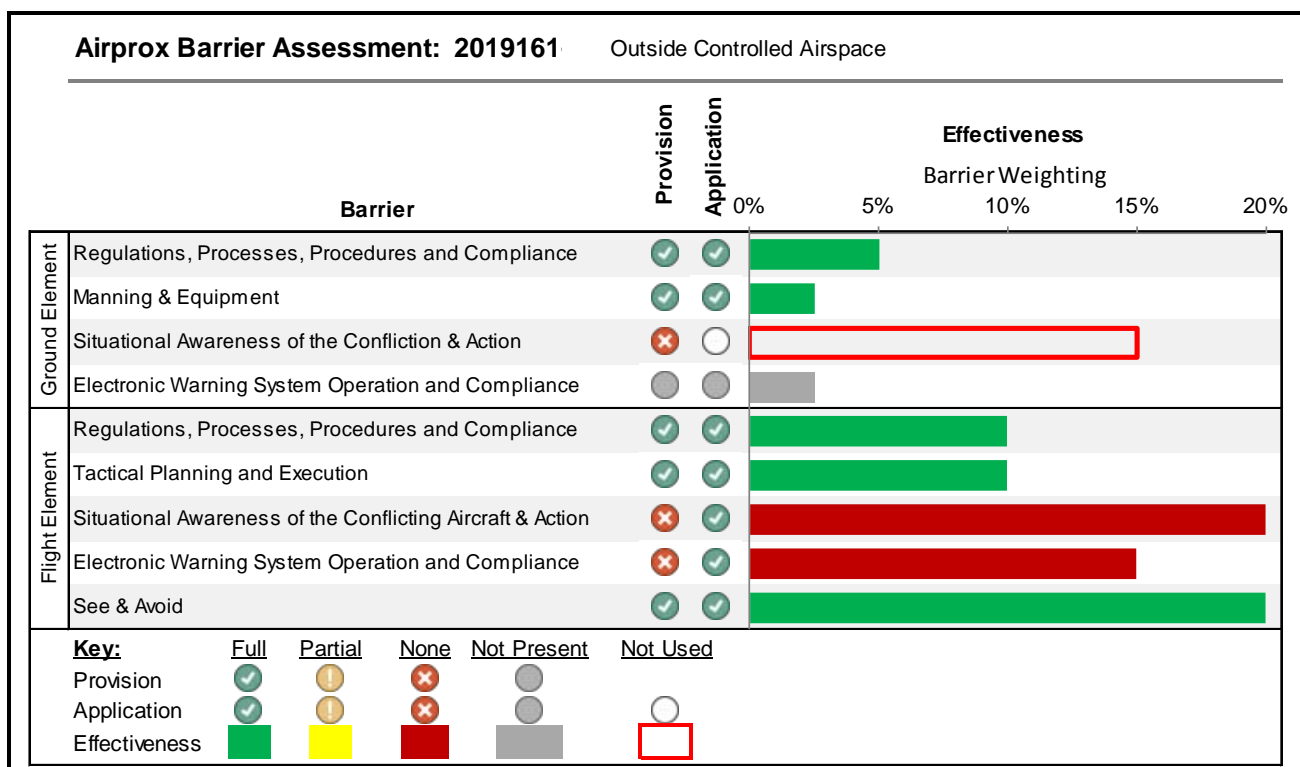 Airprox Barrier Assessment: 2019161 Outside Controlled Airspace
Provision
Application
Effectiveness
Barrier Weighting
Barrier
0% 5% 10% 15% 20%
Ground Element
Regulations, Processes, Procedures and Compliance
Manning & Equipment
Situational Awareness of the Confliction & Action
Electronic Warning System Operation and Compliance
Flight Element
Regulations, Processes, Procedures and Compliance
Tactical Planning and Execution
Situational Awareness of the Conflicting Aircraft & Action
Electronic Warning System Operation and Compliance
See & Avoid
Key: Full Partial None Not Present Not Used
Provision
Application
Effectiveness